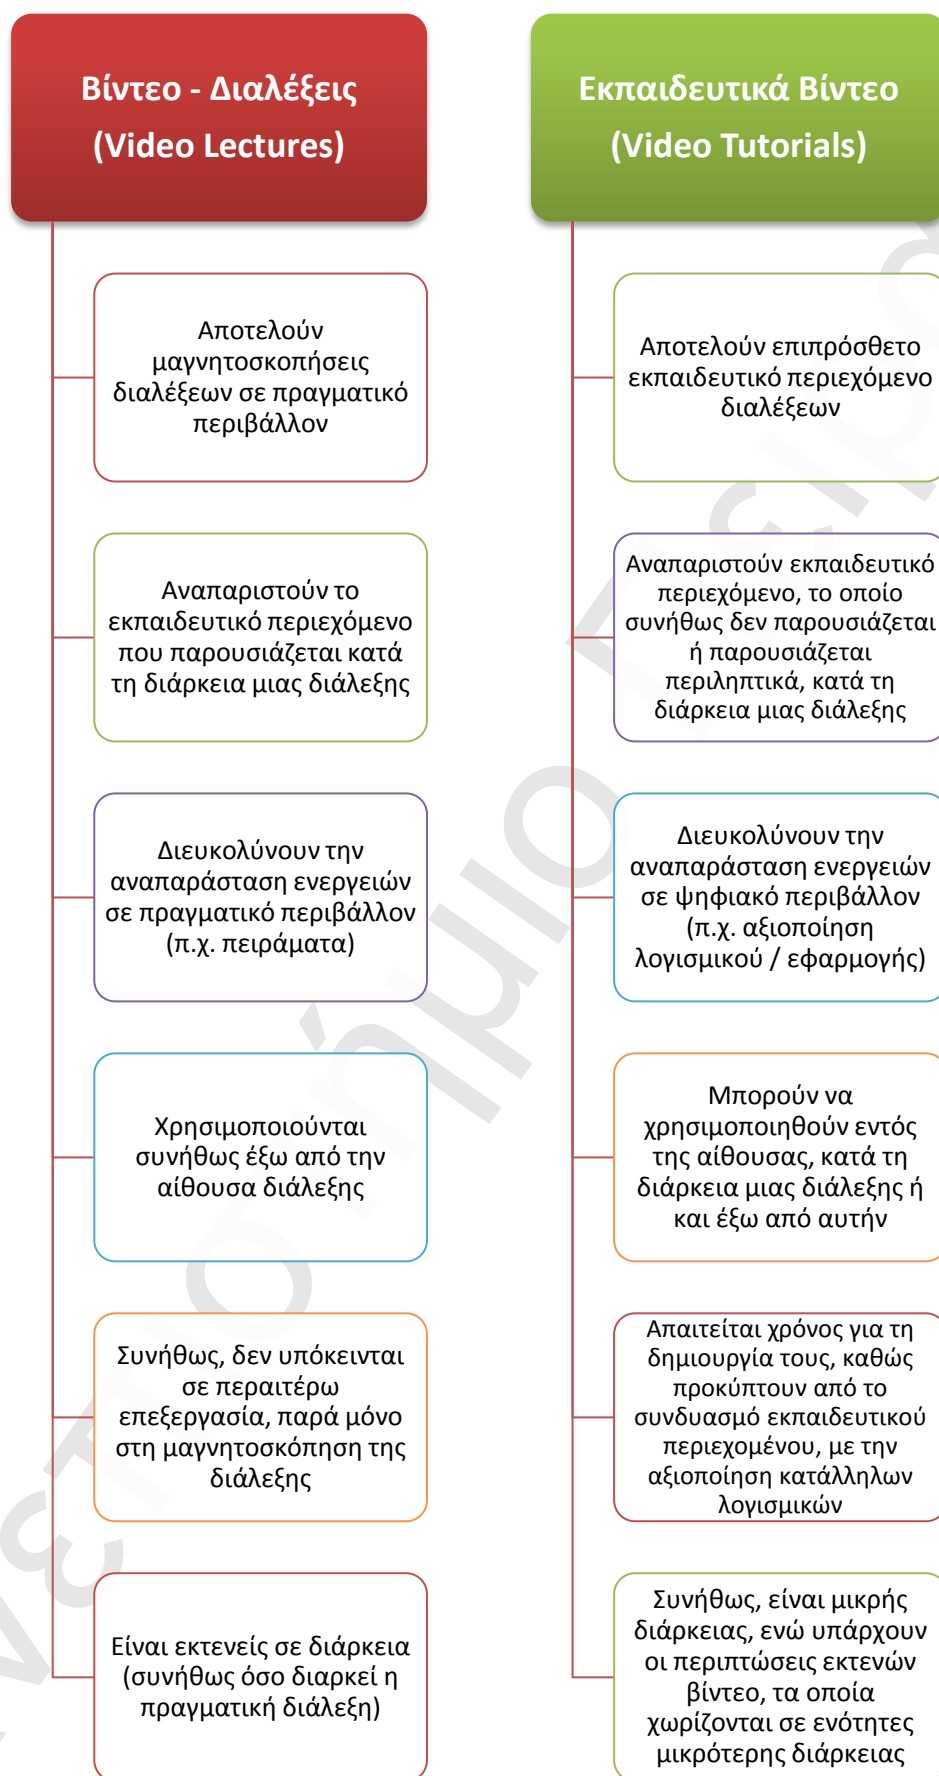 Βίντεο - Διαλέξεις
(Video Lectures)
Αποτελούν
μαγνητοσκοπήσεις
διαλέξεων σε πραγματικό
περιβάλλον
Αναπαριστούν το
εκπαιδευτικό περιεχόμενο
που παρουσιάζεται κατά
τη διάρκεια μιας διάλεξης
Διευκολύνουν την
αναπαράσταση ενεργειών
σε πραγματικό περιβάλλον
(π.χ. πειράματα)
Χρησιμοποιούνται
συνήθως έξω από την
αίθουσα διάλεξης
Συνήθως, δεν υπόκεινται
σε περαιτέρω
επεξεργασία, παρά μόνο
στη μαγνητοσκόπηση της
διάλεξης
Είναι εκτενείς σε διάρκεια
(συνήθως όσο διαρκεί η
πραγματική διάλεξη)
Εκπαιδευτικά Βίντεο
(Video Tutorials)
Αποτελούν επιπρόσθετο
εκπαιδευτικό περιεχόμενο
διαλέξεων
Αναπαριστούν εκπαιδευτικό
περιεχόμενο, το οποίο
συνήθως δεν παρουσιάζεται
ή παρουσιάζεται
περιληπτικά, κατά τη
διάρκεια μιας διάλεξης
Διευκολύνουν την
αναπαράσταση ενεργειών
σε ψηφιακό περιβάλλον
(π.χ. αξιοποίηση
λογισμικού / εφαρμογής)
Μπορούν να
χρησιμοποιηθούν εντός
της αίθουσας, κατά τη
διάρκεια μιας διάλεξης ή
και έξω από αυτήν
Απαιτείται χρόνος για τη
δημιουργία τους, καθώς
προκύπτουν από το
συνδυασμό εκπαιδευτικού
περιεχομένου, με την
αξιοποίηση κατάλληλων
λογισμικών
Συνήθως, είναι μικρής
διάρκειας, ενώ υπάρχουν
οι περιπτώσεις εκτενών
βίντεο, τα οποία
χωρίζονται σε ενότητες
μικρότερης διάρκειας